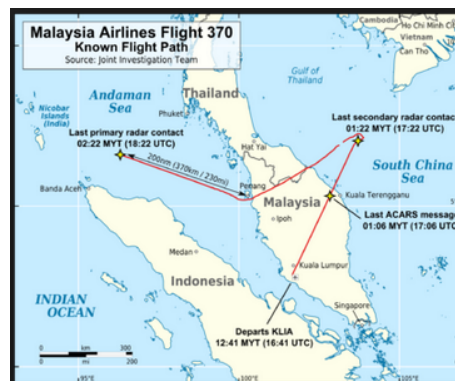 Malaysia Airlines Flight 370
Known Flight Path
Source: Joint Investigation Team
Cambodia
Vietnam
Can Tho
Gulf of
Thailand
Andaman
Sea
Thailand
Nicobar
Islands
(India)
Phuket
Last primary radar contact
02:22 MYT (18:22 UTC)
Last secondary radar contact
01:22 MYT (17:22 UTC)
Hat Yai
200nm (370km / 230mi)
South China
Sea
Banda Aceh
Penang
Kuala Terengganu
Malaysia
Ipoh
Last ACARS message
01:06 MYT (17:06 UTC
Medan
Kuala Lumpur
Indonesia
INDIAN
OCEAN
Singapore
Departs KLIA
12:41 MYT (16:41 UTC)
km
300
mi
200
95°E
100°E
105°E